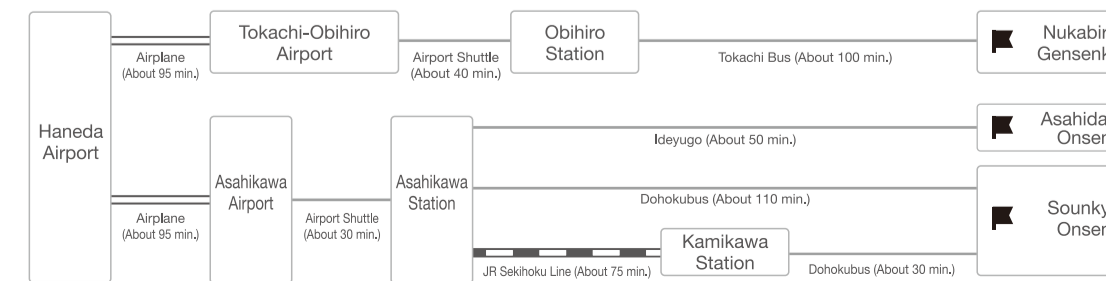 Haneda
Airport
Airplane
(About 95 min.)
Tokachi-Obihiro
Airport
Airport Shuttle
(About 40 min.)
Obihiro
Station
Tokachi Bus (About 100 min.)
Airplane
(About 95 min.)
Asahikawa
Airport
Airport Shuttle
(About 30 min.)
Asahikawa
Station
Ideyugo (About 50 min.)
Dohokubus (About 110 min.)
JR Sekihoku Line (About 75 min.)
Kamikawa
Station
Dohokubus (About 30 min.)